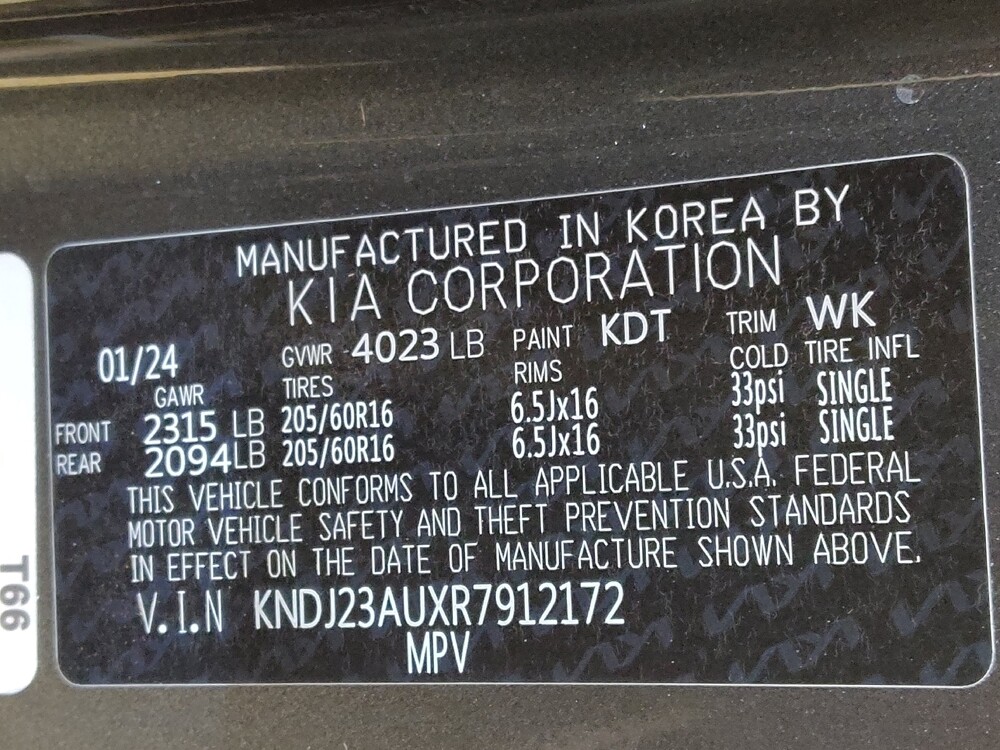 MANUFACTURED IN KOREA BY
KIA CORPORATION
01/24 GVWR 4023 LB PAINT KDT TRIM WK
GAWR TIRES RIMS COLD TIRE INFL
FRONT 2315 LB 205/60R16 6.5Jx16 33psi SINGLE
REAR 2094LB 205/60R16 6.5Jx16 33psi SINGLE
THIS VEHICLE CONFORMS TO ALL APPLICABLE U.S.A. FEDERAL
MOTOR VEHICLE SAFETY AND THEFT PREVENTION STANDARDS
IN EFFECT ON THE DATE OF MANUFACTURE SHOWN ABOVE.
V.I.N KNDJ23AUXR7912172
MPV
T66